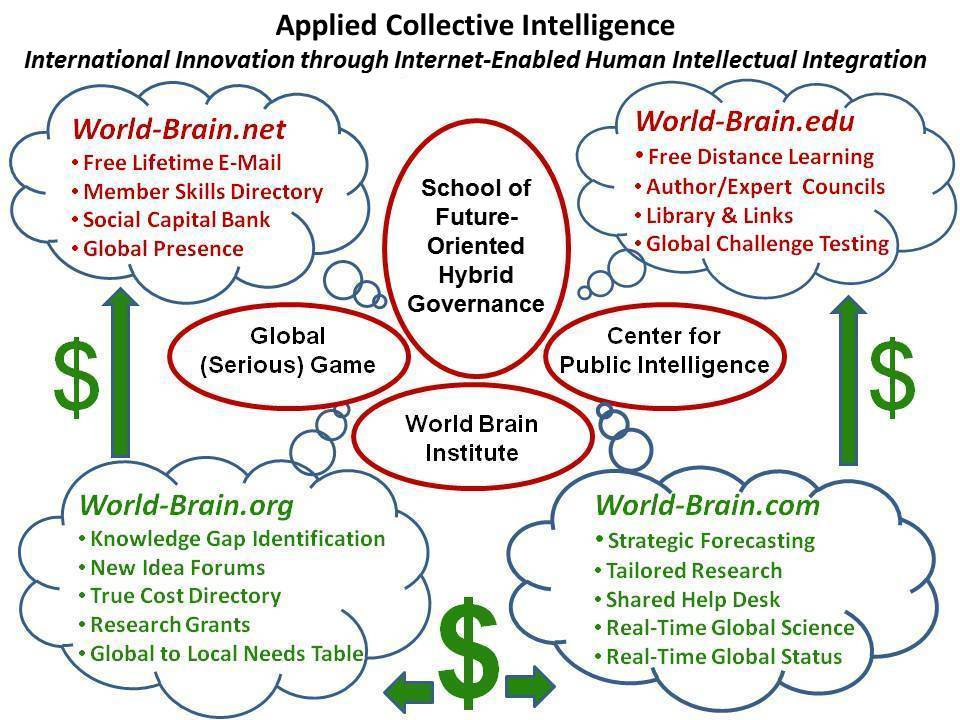 Applied Collective Intelligence
International Innovation through Internet-Enabled Human Intellectual Integration
World-Brain.net
• Free Lifetime E-Mail
• Member Skills Directory
• Social Capital Bank
• Global Presence
School of
Future-
Oriented
Hybrid
Governance
World-Brain.edu
• Free Distance Learning
• Author/Expert Councils
• Library & Links
• Global Challenge Testing
Global
(Serious) Game
Center for
Public Intelligence
World Brain
Institute
$
$
World-Brain.org
• Knowledge Gap Identification
• New Idea Forums
• True Cost Directory
• Research Grants
• Global to Local Needs Table
World-Brain.com
• Strategic Forecasting
• Tailored Research
• Shared Help Desk
• Real-Time Global Science
• Real-Time Global Status
$